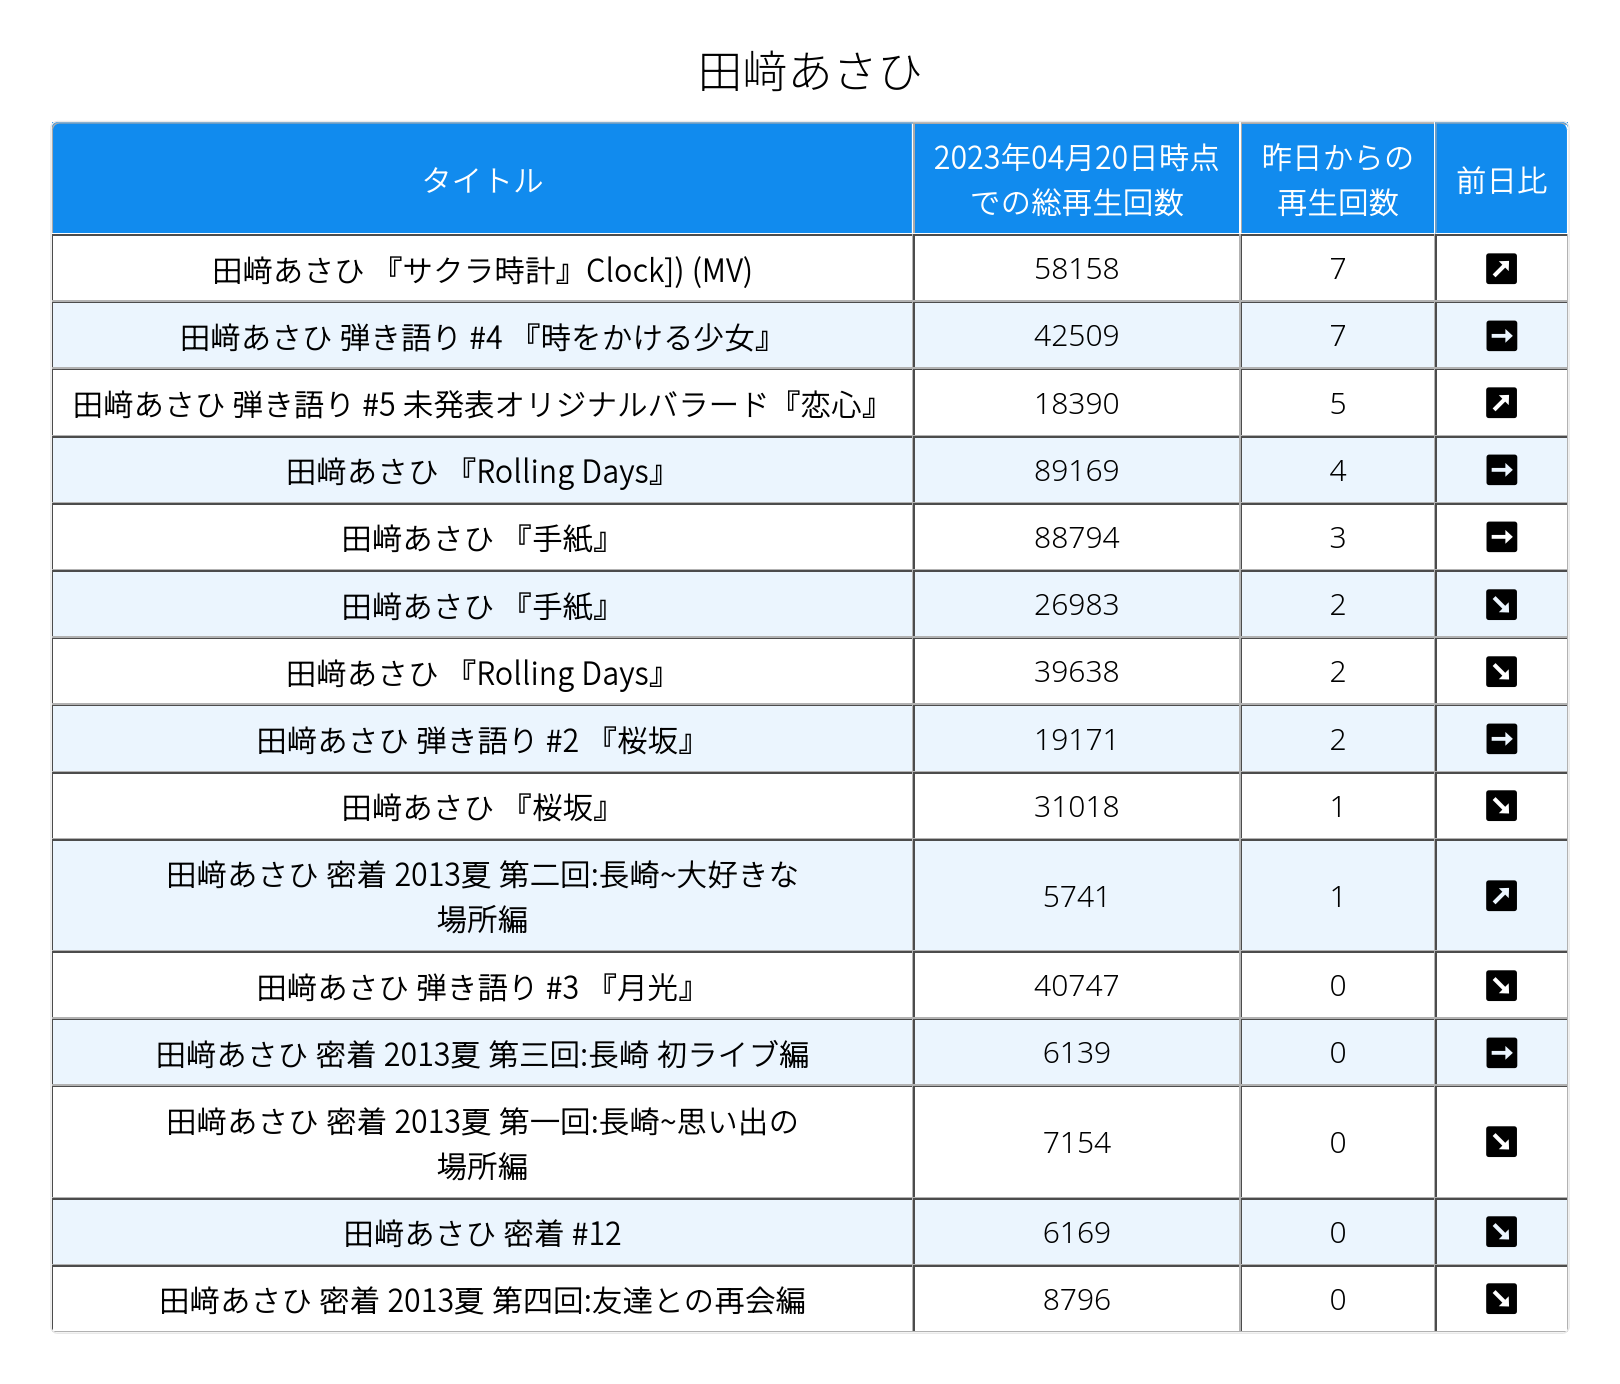 田﨑あさひ
タイトル
2023年04月20日時点
での総再生回数
昨日からの
再生回数
前日比
田﨑あさひ 『サクラ時計』Clock]) (MV) 58158 7 ↗
田﨑あさひ 弾き語り #4 『時をかける少女』 42509 7 →
田﨑あさひ 弾き語り #5 未発表オリジナルバラード『恋心』 18390 5 ↗
田﨑あさひ 『Rolling Days』 89169 4 →
田﨑あさひ 『手紙』 88794 3 →
田﨑あさひ 『手紙』 26983 2 ↘
田﨑あさひ 『Rolling Days』 39638 2 ↘
田﨑あさひ 弾き語り #2 『桜坂』 19171 2 →
田﨑あさひ 『桜坂』 31018 1 ↘
田﨑あさひ 密着 2013夏 第二回:長崎~大好きな
場所編 5741 1 ↗
田﨑あさひ 弾き語り #3 『月光』 40747 0 ↘
田﨑あさひ 密着 2013夏 第三回:長崎 初ライブ編 6139 0 →
田﨑あさひ 密着 2013夏 第一回:長崎~思い出の
場所編 7154 0 ↘
田﨑あさひ 密着 #12 6169 0 ↘
田﨑あさひ 密着 2013夏 第四回:友達との再会編 8796 0 ↘